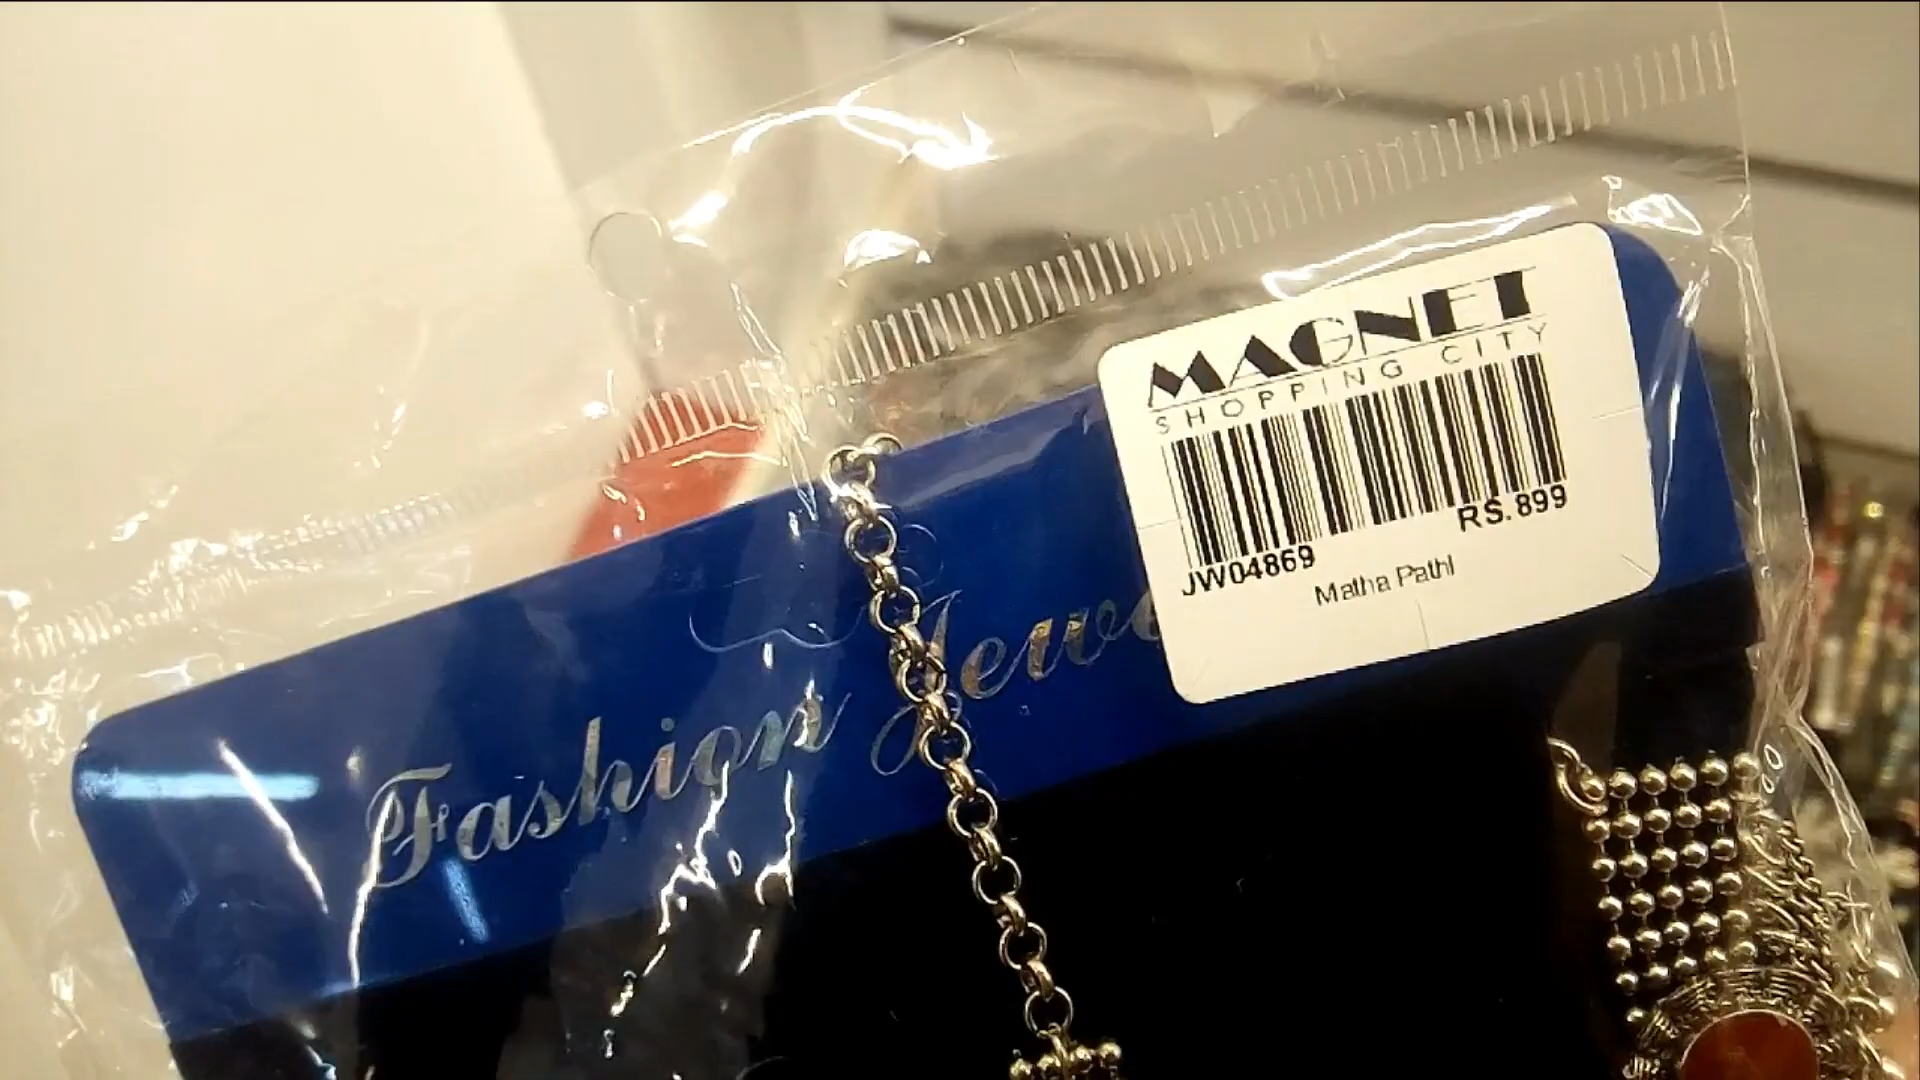 MAGNET
SHOPPING CITY
RS.899
JW04869
Matha Pathi
Fashion Jewe